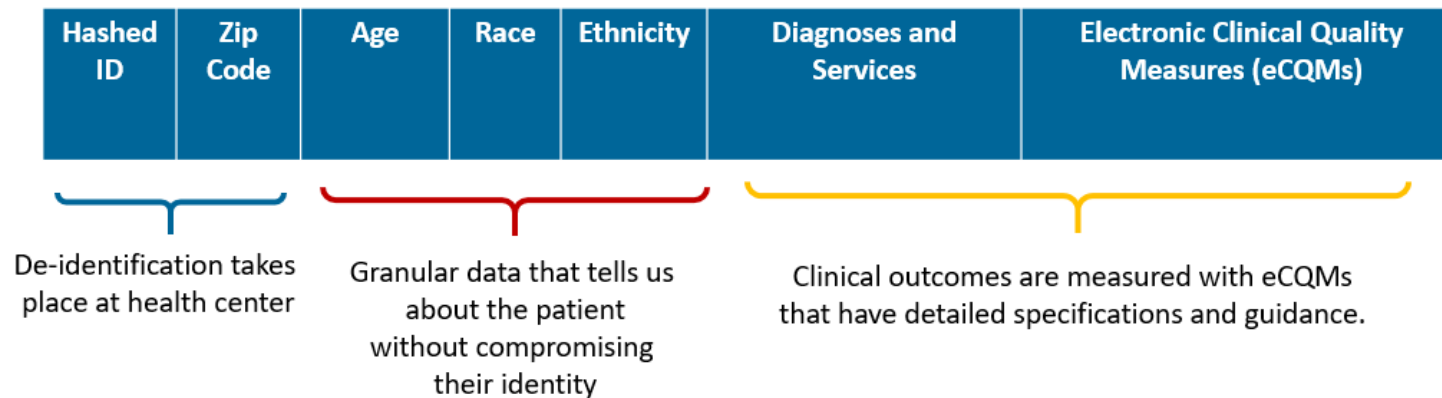 Hashed
ID
Zip
Code
Age
Race
Ethnicity
Diagnoses and
Services
Electronic Clinical Quality
Measures (eCQMs)
De-identification takes
place at health center
Granular data that tells us
about the patient
without compromising
their identity
Clinical outcomes are measured with eCQMs
that have detailed specifications and guidance.